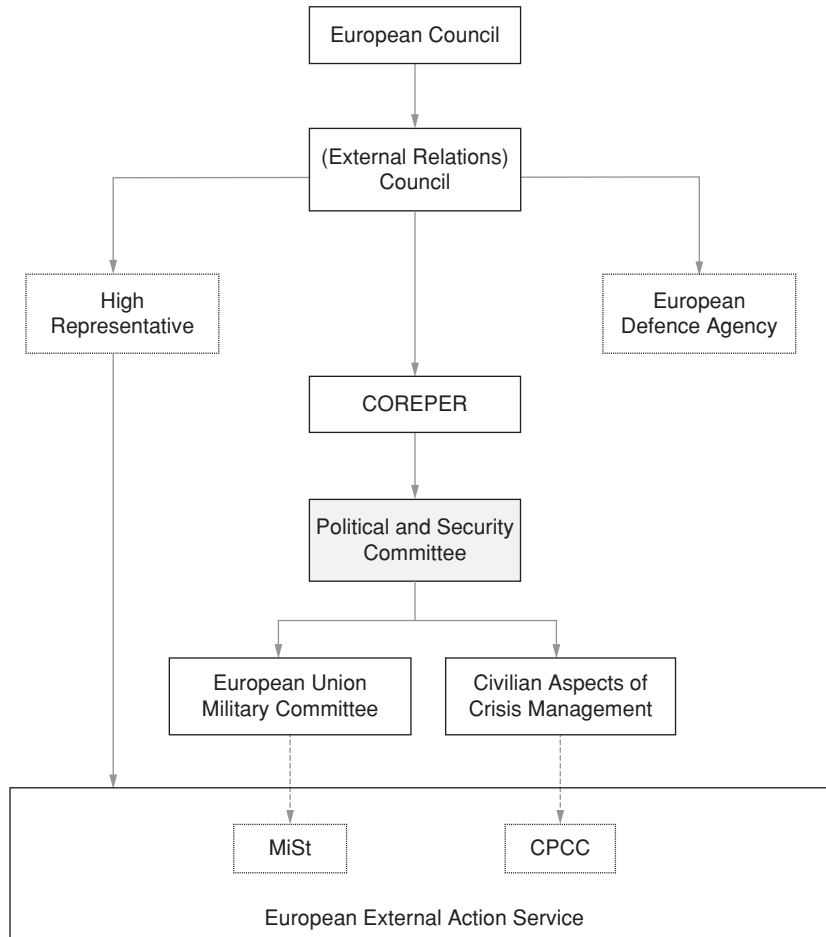 European Council
(External Relations)
Council
High
Representative
European
Defence Agency
COREPER
Political and Security
Committee
European Union
Military Committee
Civilian Aspects of
Crisis Management
MiSt
CPCC
European External Action Service